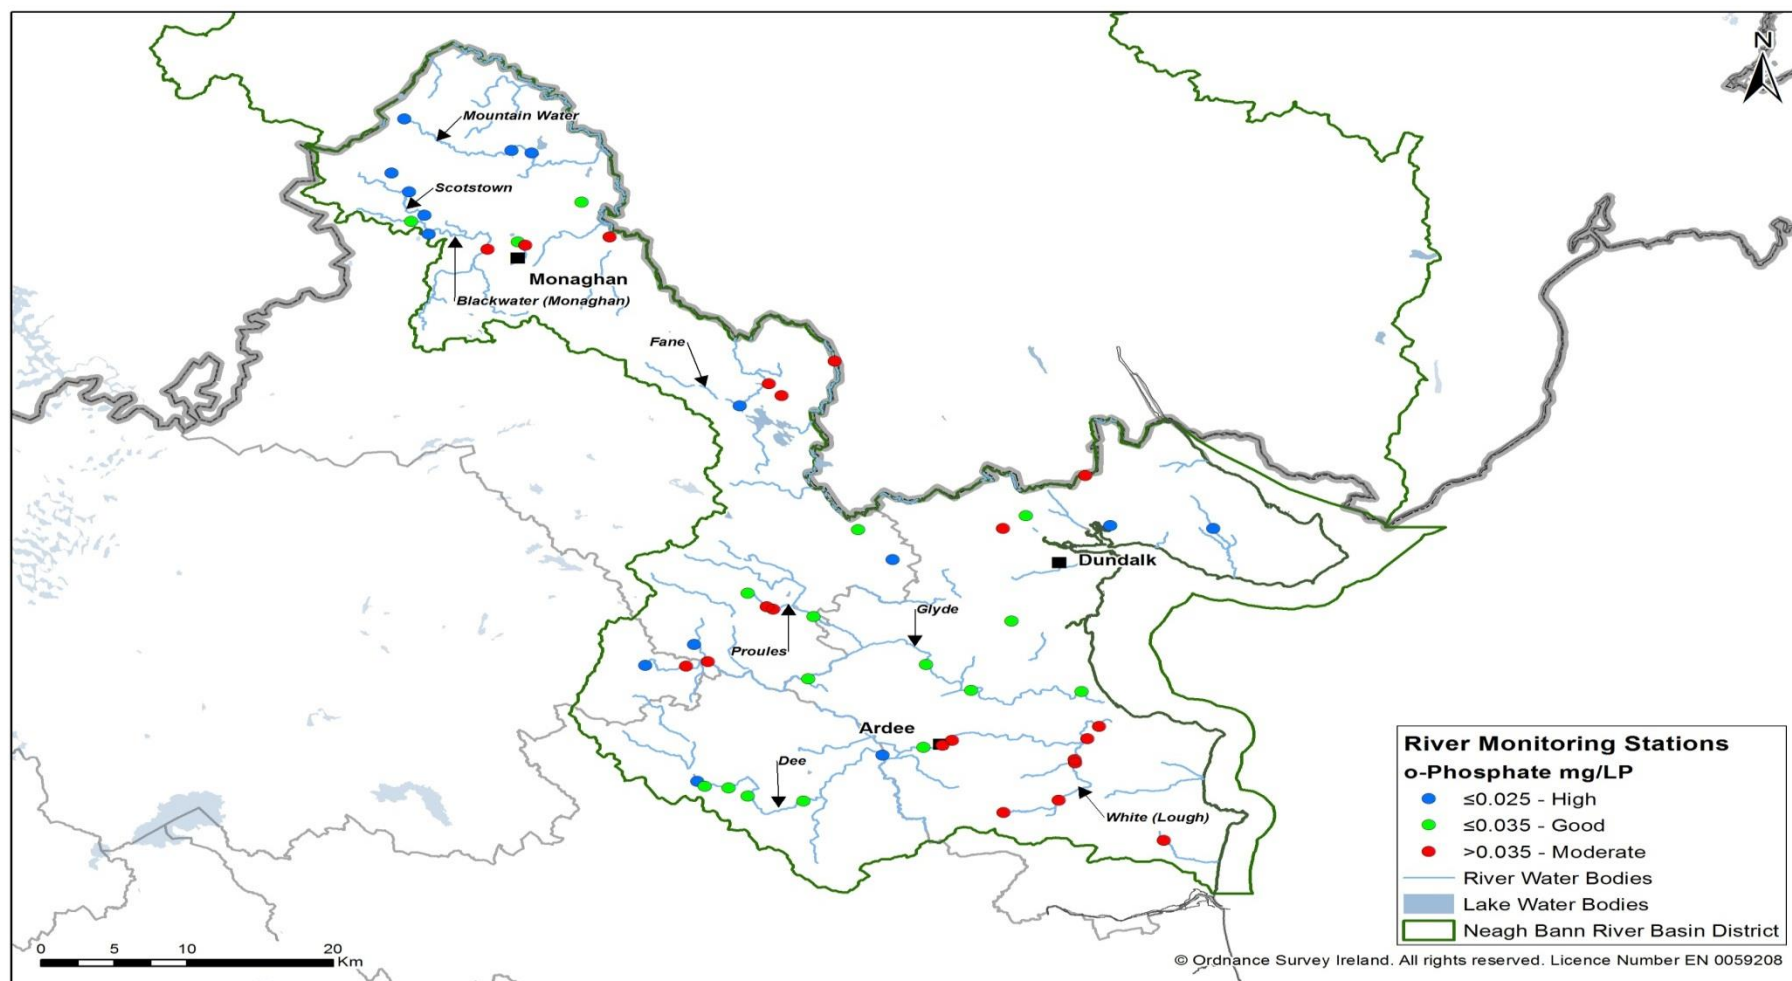 N
Mountain Water
Scotstown
Monaghan
Blackwater (Monaghan)
Fane
Dundalk
Glyde
Proules
Ardee
Dee
White (Lough)
River Monitoring Stations
o-Phosphate mg/LP
≤0.025 - High
≤0.035 - Good
>0.035 - Moderate
River Water Bodies
Lake Water Bodies
Neagh Bann River Basin District
0 5 10 20
Km
© Ordnance Survey Ireland. All rights reserved. Licence Number EN 0059208